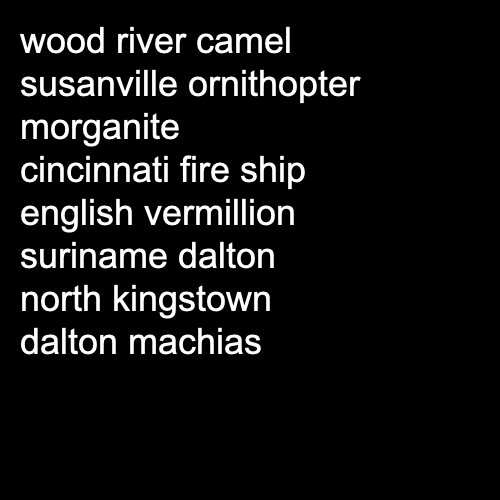 wood river camel
susanville ornithopter
morganite
cincinnati fire ship
english vermillion
suriname dalton
north kingstown
dalton machias